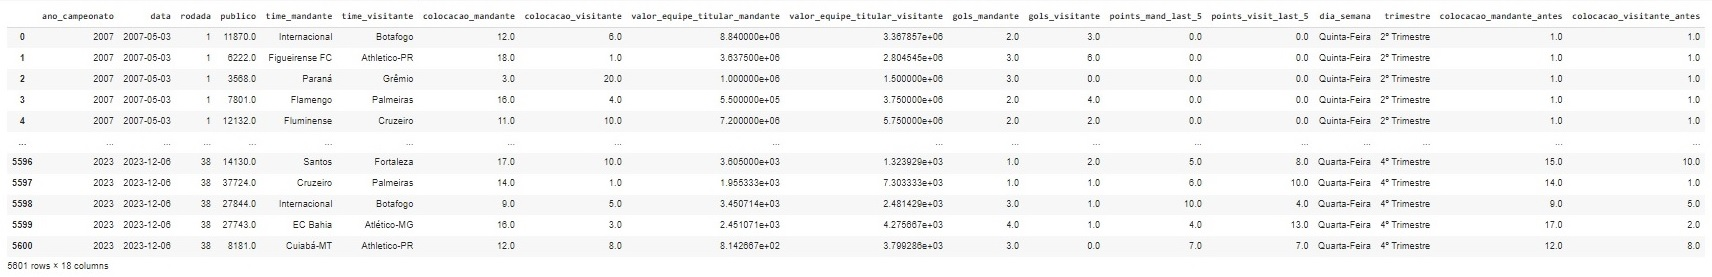 ano_campeonato data rodada publico time_mandante time_visitante colocacao_mandante colocacao_visitante valor_equipe_titular_mandante valor_equipe_titular_visitante gols_mandante gols_visitante points_mand_last_5 points_visit_last_5 dia_semana trimestre colocacao_mandante_antes colocacao_visitante_antes
0 2007 2007-05-03 1 11870.0 Internacional Botafogo 12.0 6.0 8.840000e+06 3.367857e+06 2.0 3.0 0.0 0.0 Quinta-Feira 2° Trimestre 1.0 1.0
1 2007 2007-05-03 1 6222.0 Figueirense FC Athletico-PR 18.0 1.0 3.637500e+06 2.804545e+06 3.0 6.0 0.0 0.0 Quinta-Feira 2° Trimestre 1.0 1.0
2 2007 2007-05-03 1 3568.0 Paraná Grêmio 3.0 20.0 1.000000e+06 1.500000e+06 3.0 0.0 0.0 0.0 Quinta-Feira 2° Trimestre 1.0 1.0
3 2007 2007-05-03 1 7801.0 Flamengo Palmeiras 16.0 4.0 5.500000e+05 3.750000e+06 2.0 4.0 0.0 0.0 Quinta-Feira 2° Trimestre 1.0 1.0
4 2007 2007-05-03 1 12132.0 Fluminense Cruzeiro 11.0 10.0 7.200000e+06 5.750000e+06 2.0 2.0 0.0 0.0 Quinta-Feira 2° Trimestre 1.0 1.0
... ... ... ... ... ... ... ... ... ... ... ... ... ... ... ... ... ... ...
5596 2023 2023-12-06 38 14130.0 Santos Fortaleza 17.0 10.0 3.605000e+03 1.323929e+03 1.0 2.0 5.0 8.0 Quarta-Feira 4° Trimestre 15.0 10.0
5597 2023 2023-12-06 38 37724.0 Cruzeiro Palmeiras 14.0 1.0 1.955333e+03 7.303333e+03 1.0 1.0 6.0 10.0 Quarta-Feira 4° Trimestre 14.0 1.0
5598 2023 2023-12-06 38 27844.0 Internacional Botafogo 9.0 5.0 3.450714e+03 2.481429e+03 3.0 1.0 10.0 4.0 Quarta-Feira 4° Trimestre 9.0 5.0
5599 2023 2023-12-06 38 27743.0 EC Bahia Atlético-MG 16.0 3.0 2.451071e+03 4.275667e+03 4.0 1.0 4.0 13.0 Quarta-Feira 4° Trimestre 17.0 2.0
5600 2023 2023-12-06 38 8181.0 Cuiabá-MT Athletico-PR 12.0 8.0 8.142667e+02 3.799286e+03 3.0 0.0 7.0 7.0 Quarta-Feira 4° Trimestre 12.0 8.0
5601 rows × 18 columns